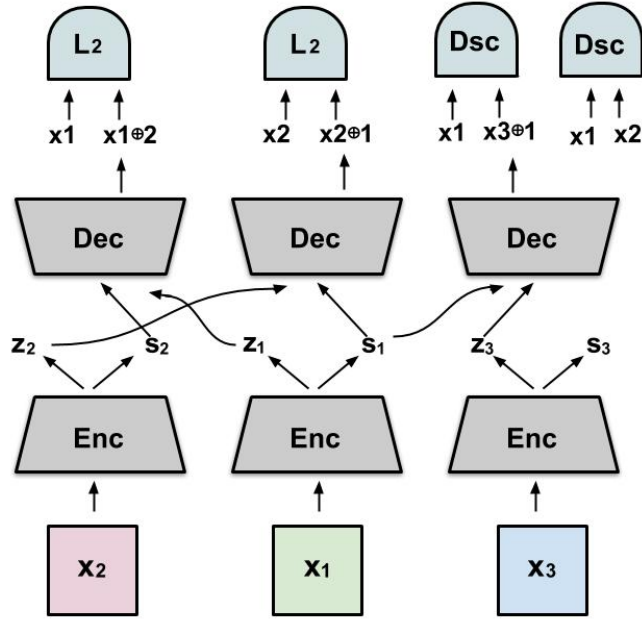 L₂ L₂ Dsc Dsc
x1 x1⊕2 x2 x2⊕1 x1 x3⊕1 x1 x2
Dec Dec Dec
z₂ s₂ z₁ s₁ z₃ s₃
Enc Enc Enc
x₂ x₁ x₃